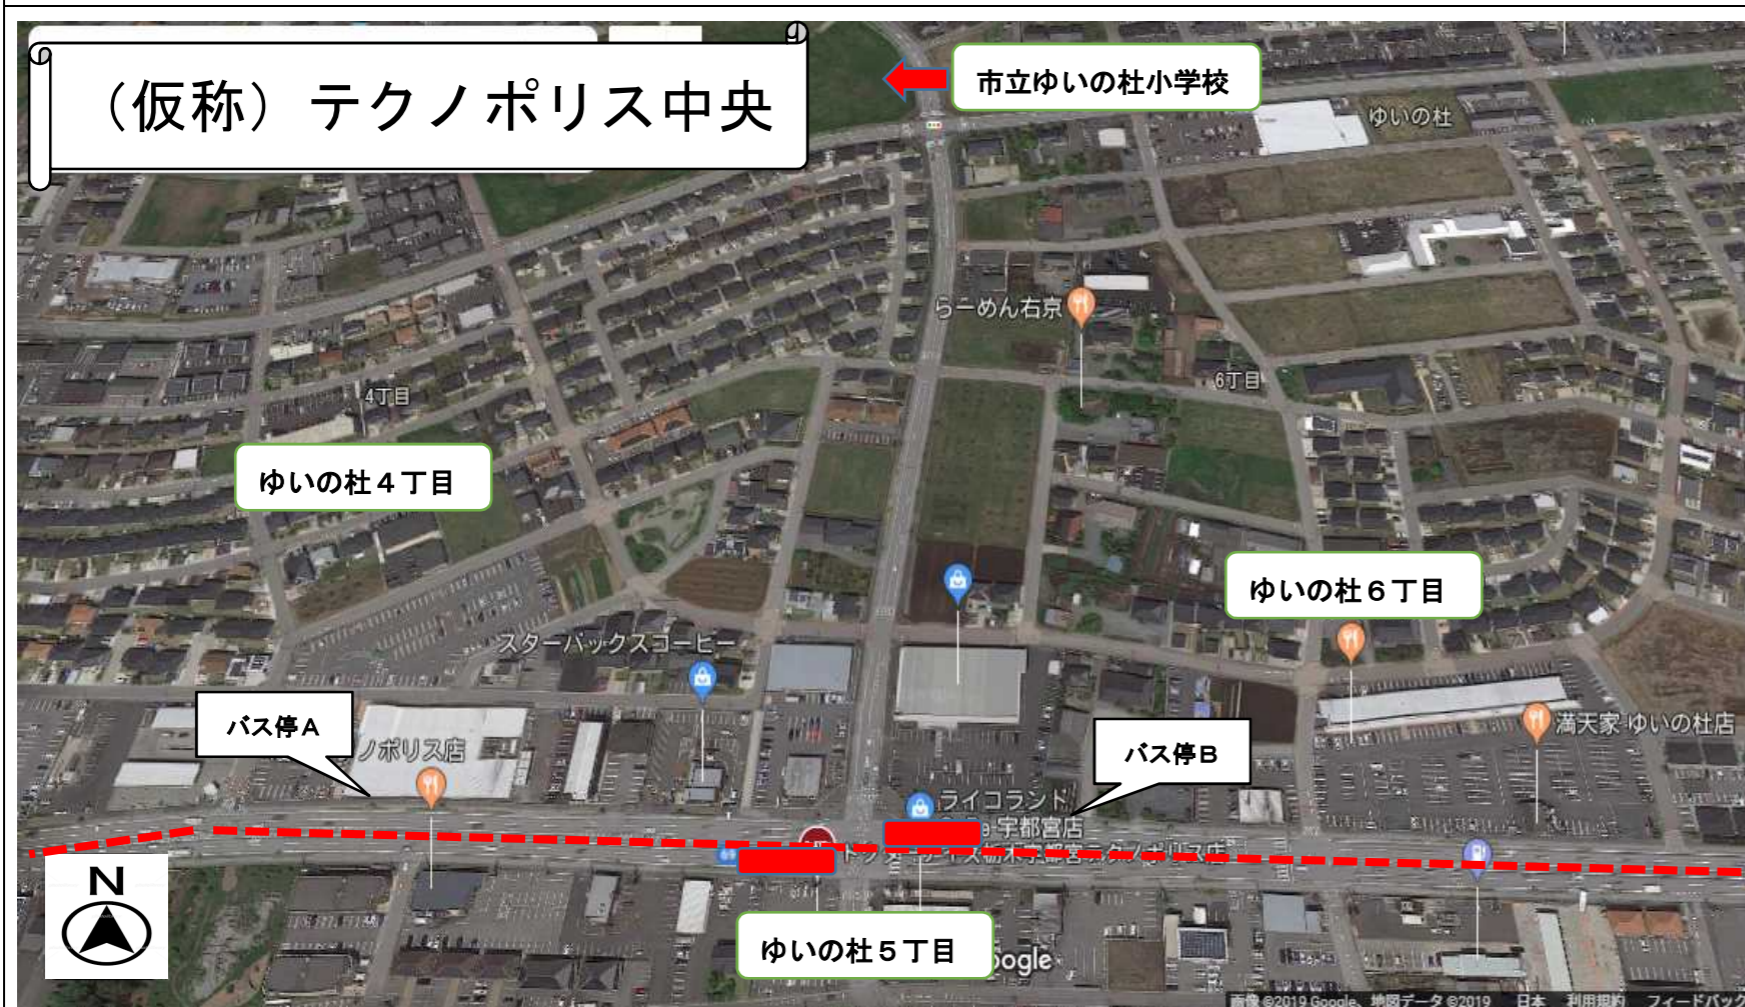 （仮称）テクノポリス中央
市立ゆいの杜小学校
ゆいの杜
らーめん右京
6丁目
4丁目
ゆいの杜４丁目
ゆいの杜６丁目
スターバックスコーヒー
バス停Ａ
ノポリス店
バス停Ｂ
満天家 ゆいの杜店
ライコランド
宇都宮店
N
ゆいの杜５丁目
oogle
画像 ©2019 Google、地図データ ©2019 日本 利用規約 フィードバック